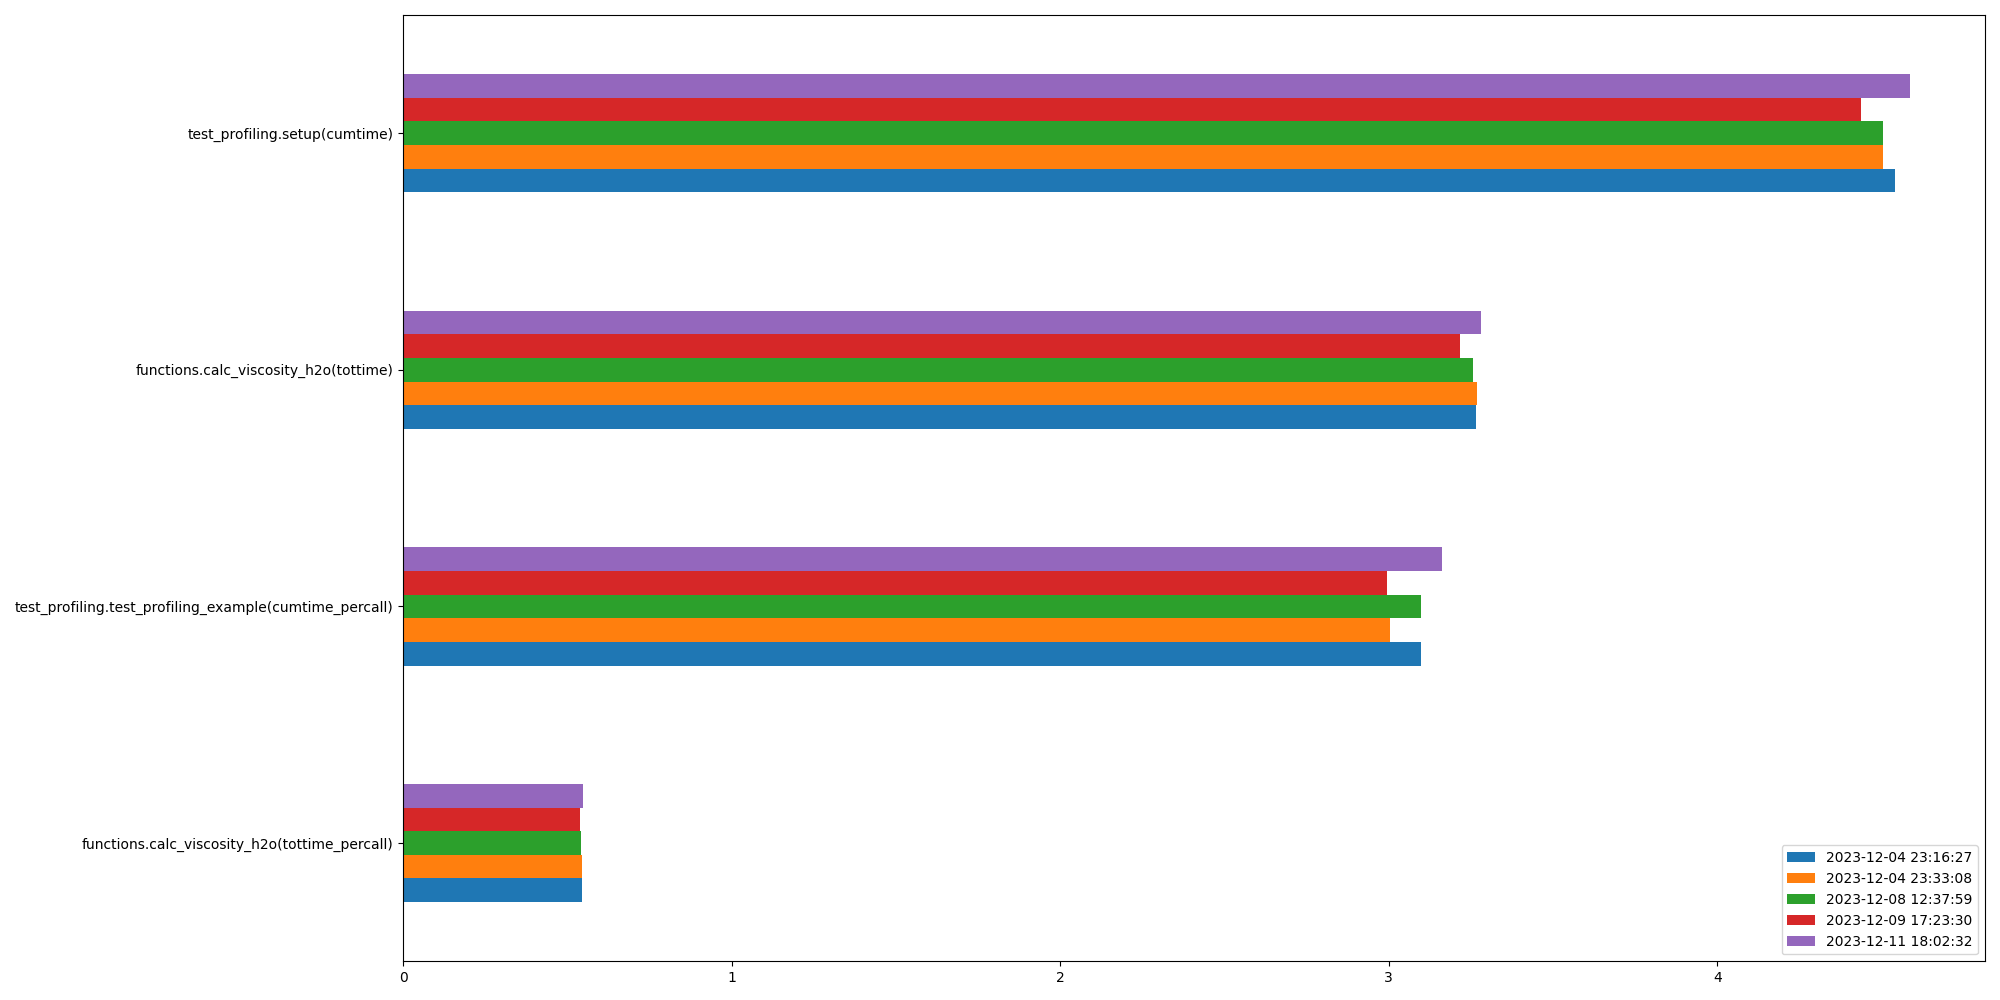 test_profiling.setup(cumtime)
functions.calc_viscosity_h2o(tottime)
test_profiling.test_profiling_example(cumtime_percall)
functions.calc_viscosity_h2o(tottime_percall)
0 1 2 3 4
2023-12-04 23:16:27
2023-12-04 23:33:08
2023-12-08 12:37:59
2023-12-09 17:23:30
2023-12-11 18:02:32